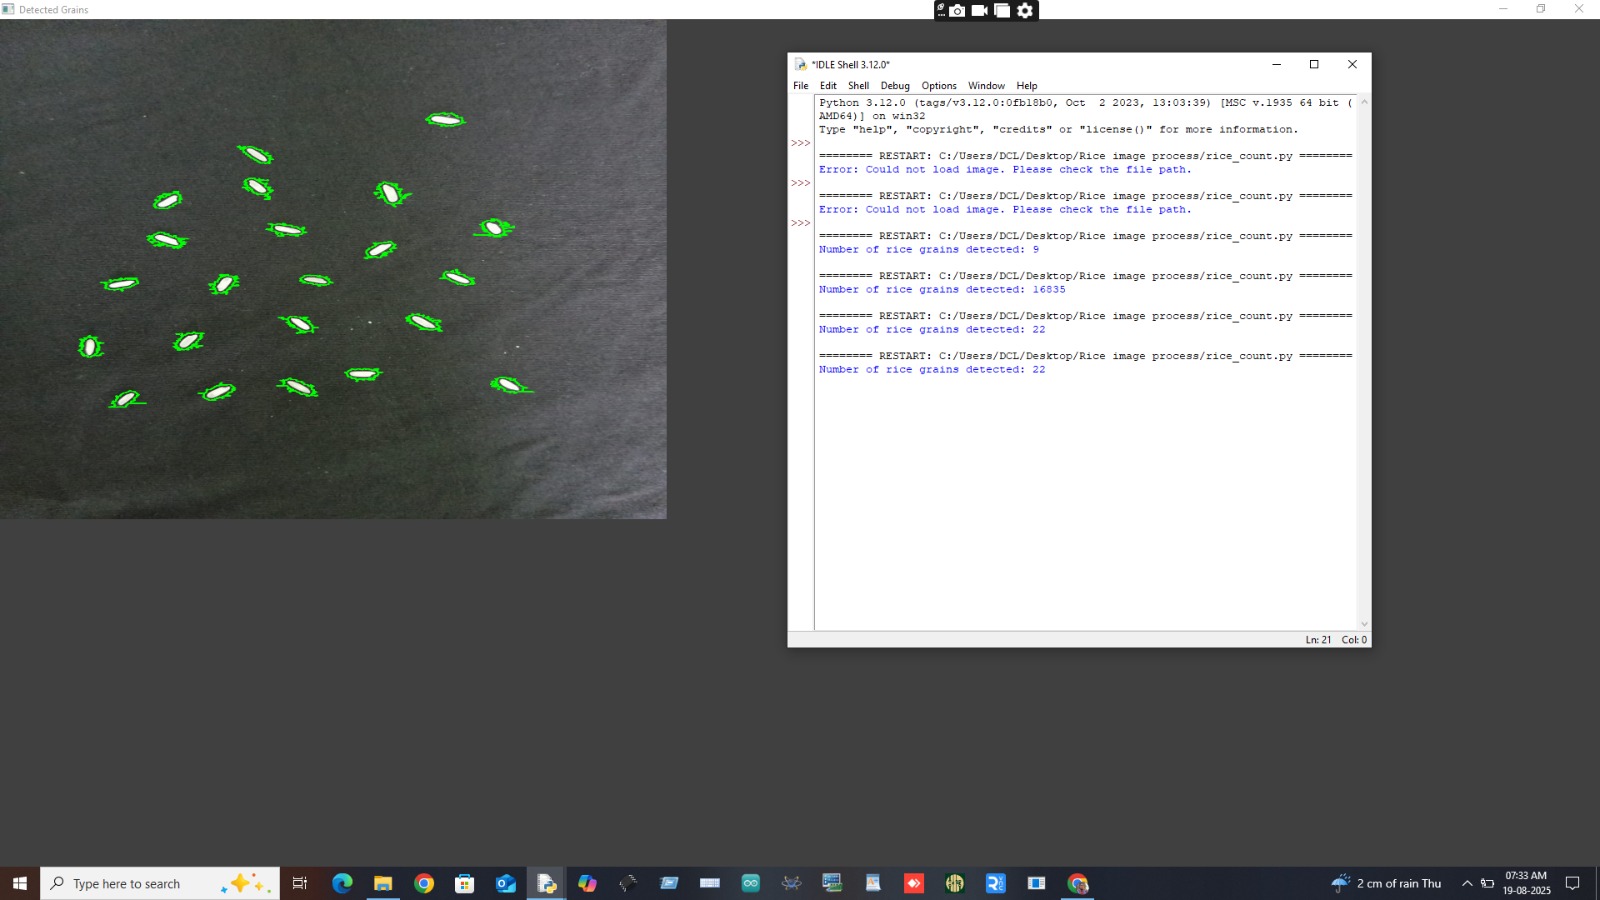 Detected Grains
*IDLE Shell 3.12.0*
File Edit Shell Debug Options Window Help
Python 3.12.0 (tags/v3.12.0:0fb18b0, Oct  2 2023, 13:03:39) [MSC v.1935 64 bit (
AMD64)] on win32
Type "help", "copyright", "credits" or "license()" for more information.
>>>
======== RESTART: C:/Users/DCL/Desktop/Rice image process/rice_count.py ========
Error: Could not load image. Please check the file path.
>>>
======== RESTART: C:/Users/DCL/Desktop/Rice image process/rice_count.py ========
Error: Could not load image. Please check the file path.
>>>
======== RESTART: C:/Users/DCL/Desktop/Rice image process/rice_count.py ========
Number of rice grains detected: 9
======== RESTART: C:/Users/DCL/Desktop/Rice image process/rice_count.py ========
Number of rice grains detected: 16835
======== RESTART: C:/Users/DCL/Desktop/Rice image process/rice_count.py ========
Number of rice grains detected: 22
======== RESTART: C:/Users/DCL/Desktop/Rice image process/rice_count.py ========
Number of rice grains detected: 22
Ln: 21 Col: 0
Type here to search
2 cm of rain Thu
07:33 AM
19-08-2025